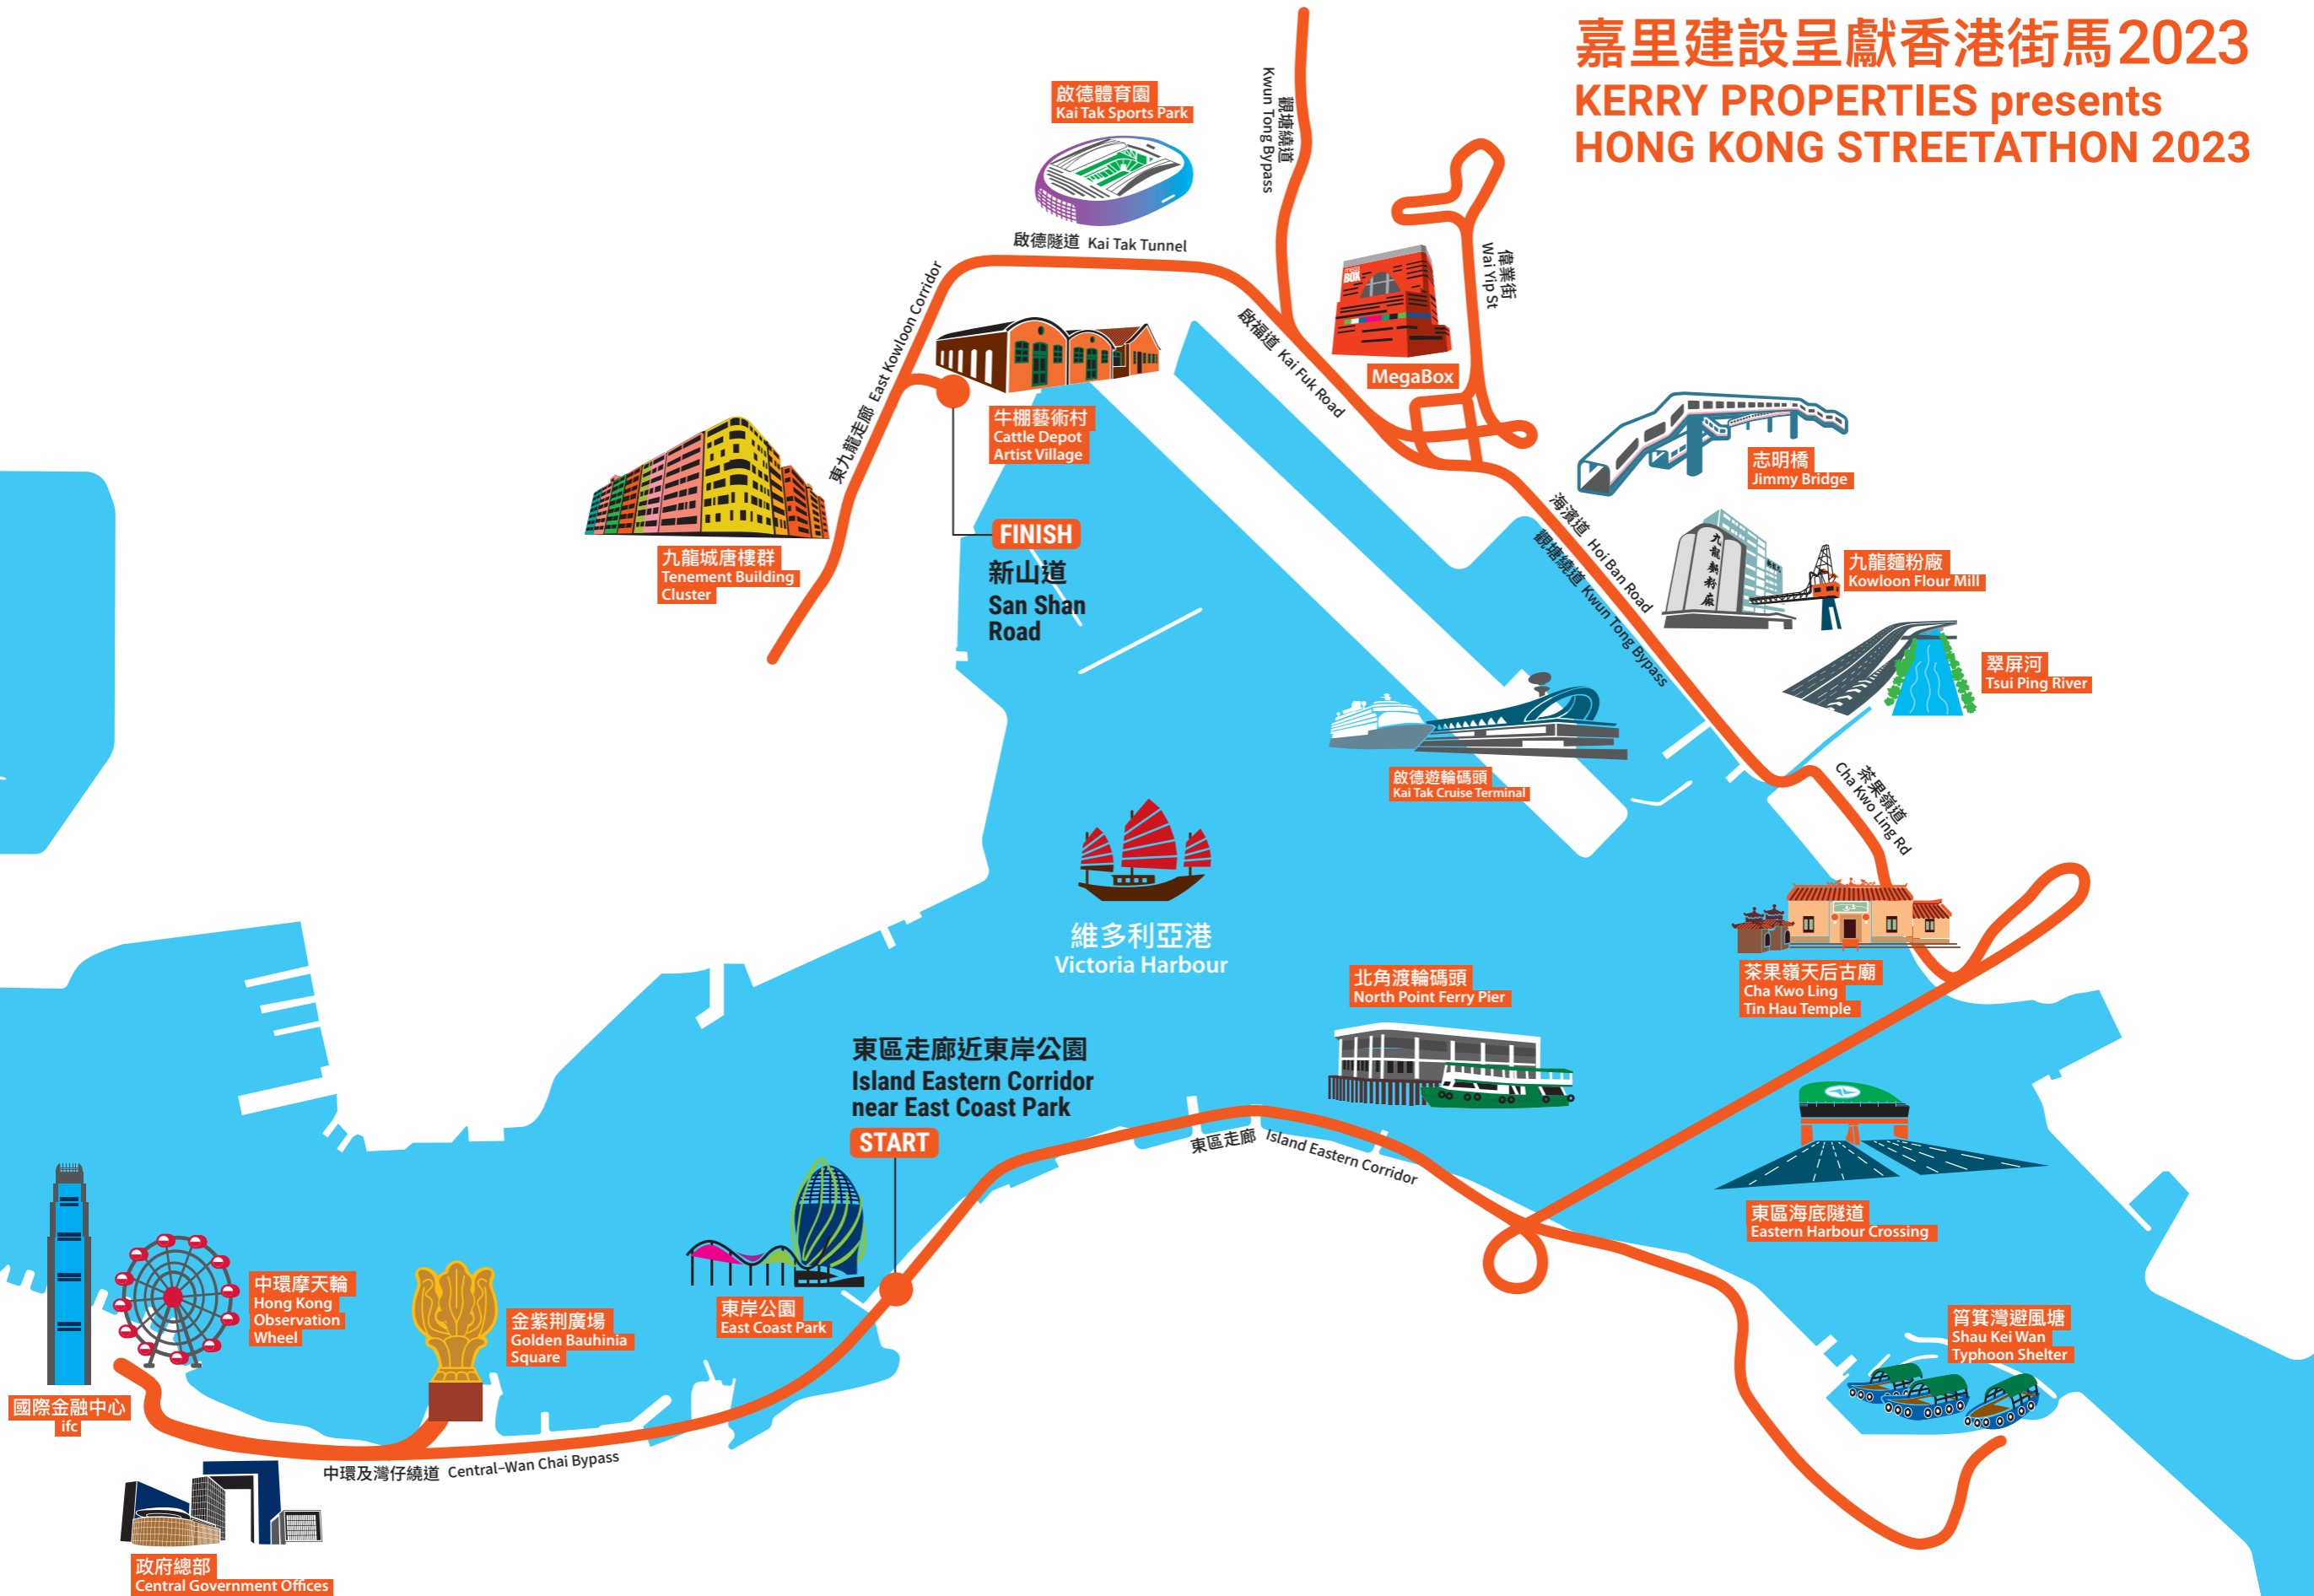 嘉里建設呈獻香港街馬2023
KERRY PROPERTIES presents
HONG KONG STREETATHON 2023
啟德體育園
Kai Tak Sports Park
觀塘繞道
Kwun Tong Bypass
啟德隧道 Kai Tak Tunnel
偉業街
Wai Yip St
BOX
MegaBox
東九龍走廊 East Kowloon Corridor
啟福道 Kai Fuk Road
牛棚藝術村
Cattle Depot
Artist Village
志明橋
Jimmy Bridge
海濱道 Hoi Ban Road
觀塘繞道 Kwun Tong Bypass
九龍麵粉廠
九龍麵粉廠
Kowloon Flour Mill
九龍城唐樓群
Tenement Building
Cluster
FINISH
新山道
San Shan
Road
翠屏河
Tsui Ping River
啟德遊輪碼頭
Kai Tak Cruise Terminal
茶果嶺道
Cha Kwo Ling Rd
維多利亞港
Victoria Harbour
北角渡輪碼頭
North Point Ferry Pier
茶果嶺天后古廟
Cha Kwo Ling
Tin Hau Temple
東區走廊近東岸公園
Island Eastern Corridor
near East Coast Park
START
東區走廊 Island Eastern Corridor
東區海底隧道
Eastern Harbour Crossing
中環摩天輪
Hong Kong
Observation
Wheel
金紫荆廣場
Golden Bauhinia
Square
東岸公園
East Coast Park
筲箕灣避風塘
Shau Kei Wan
Typhoon Shelter
國際金融中心
ifc
中環及灣仔繞道 Central–Wan Chai Bypass
政府總部
Central Government Offices